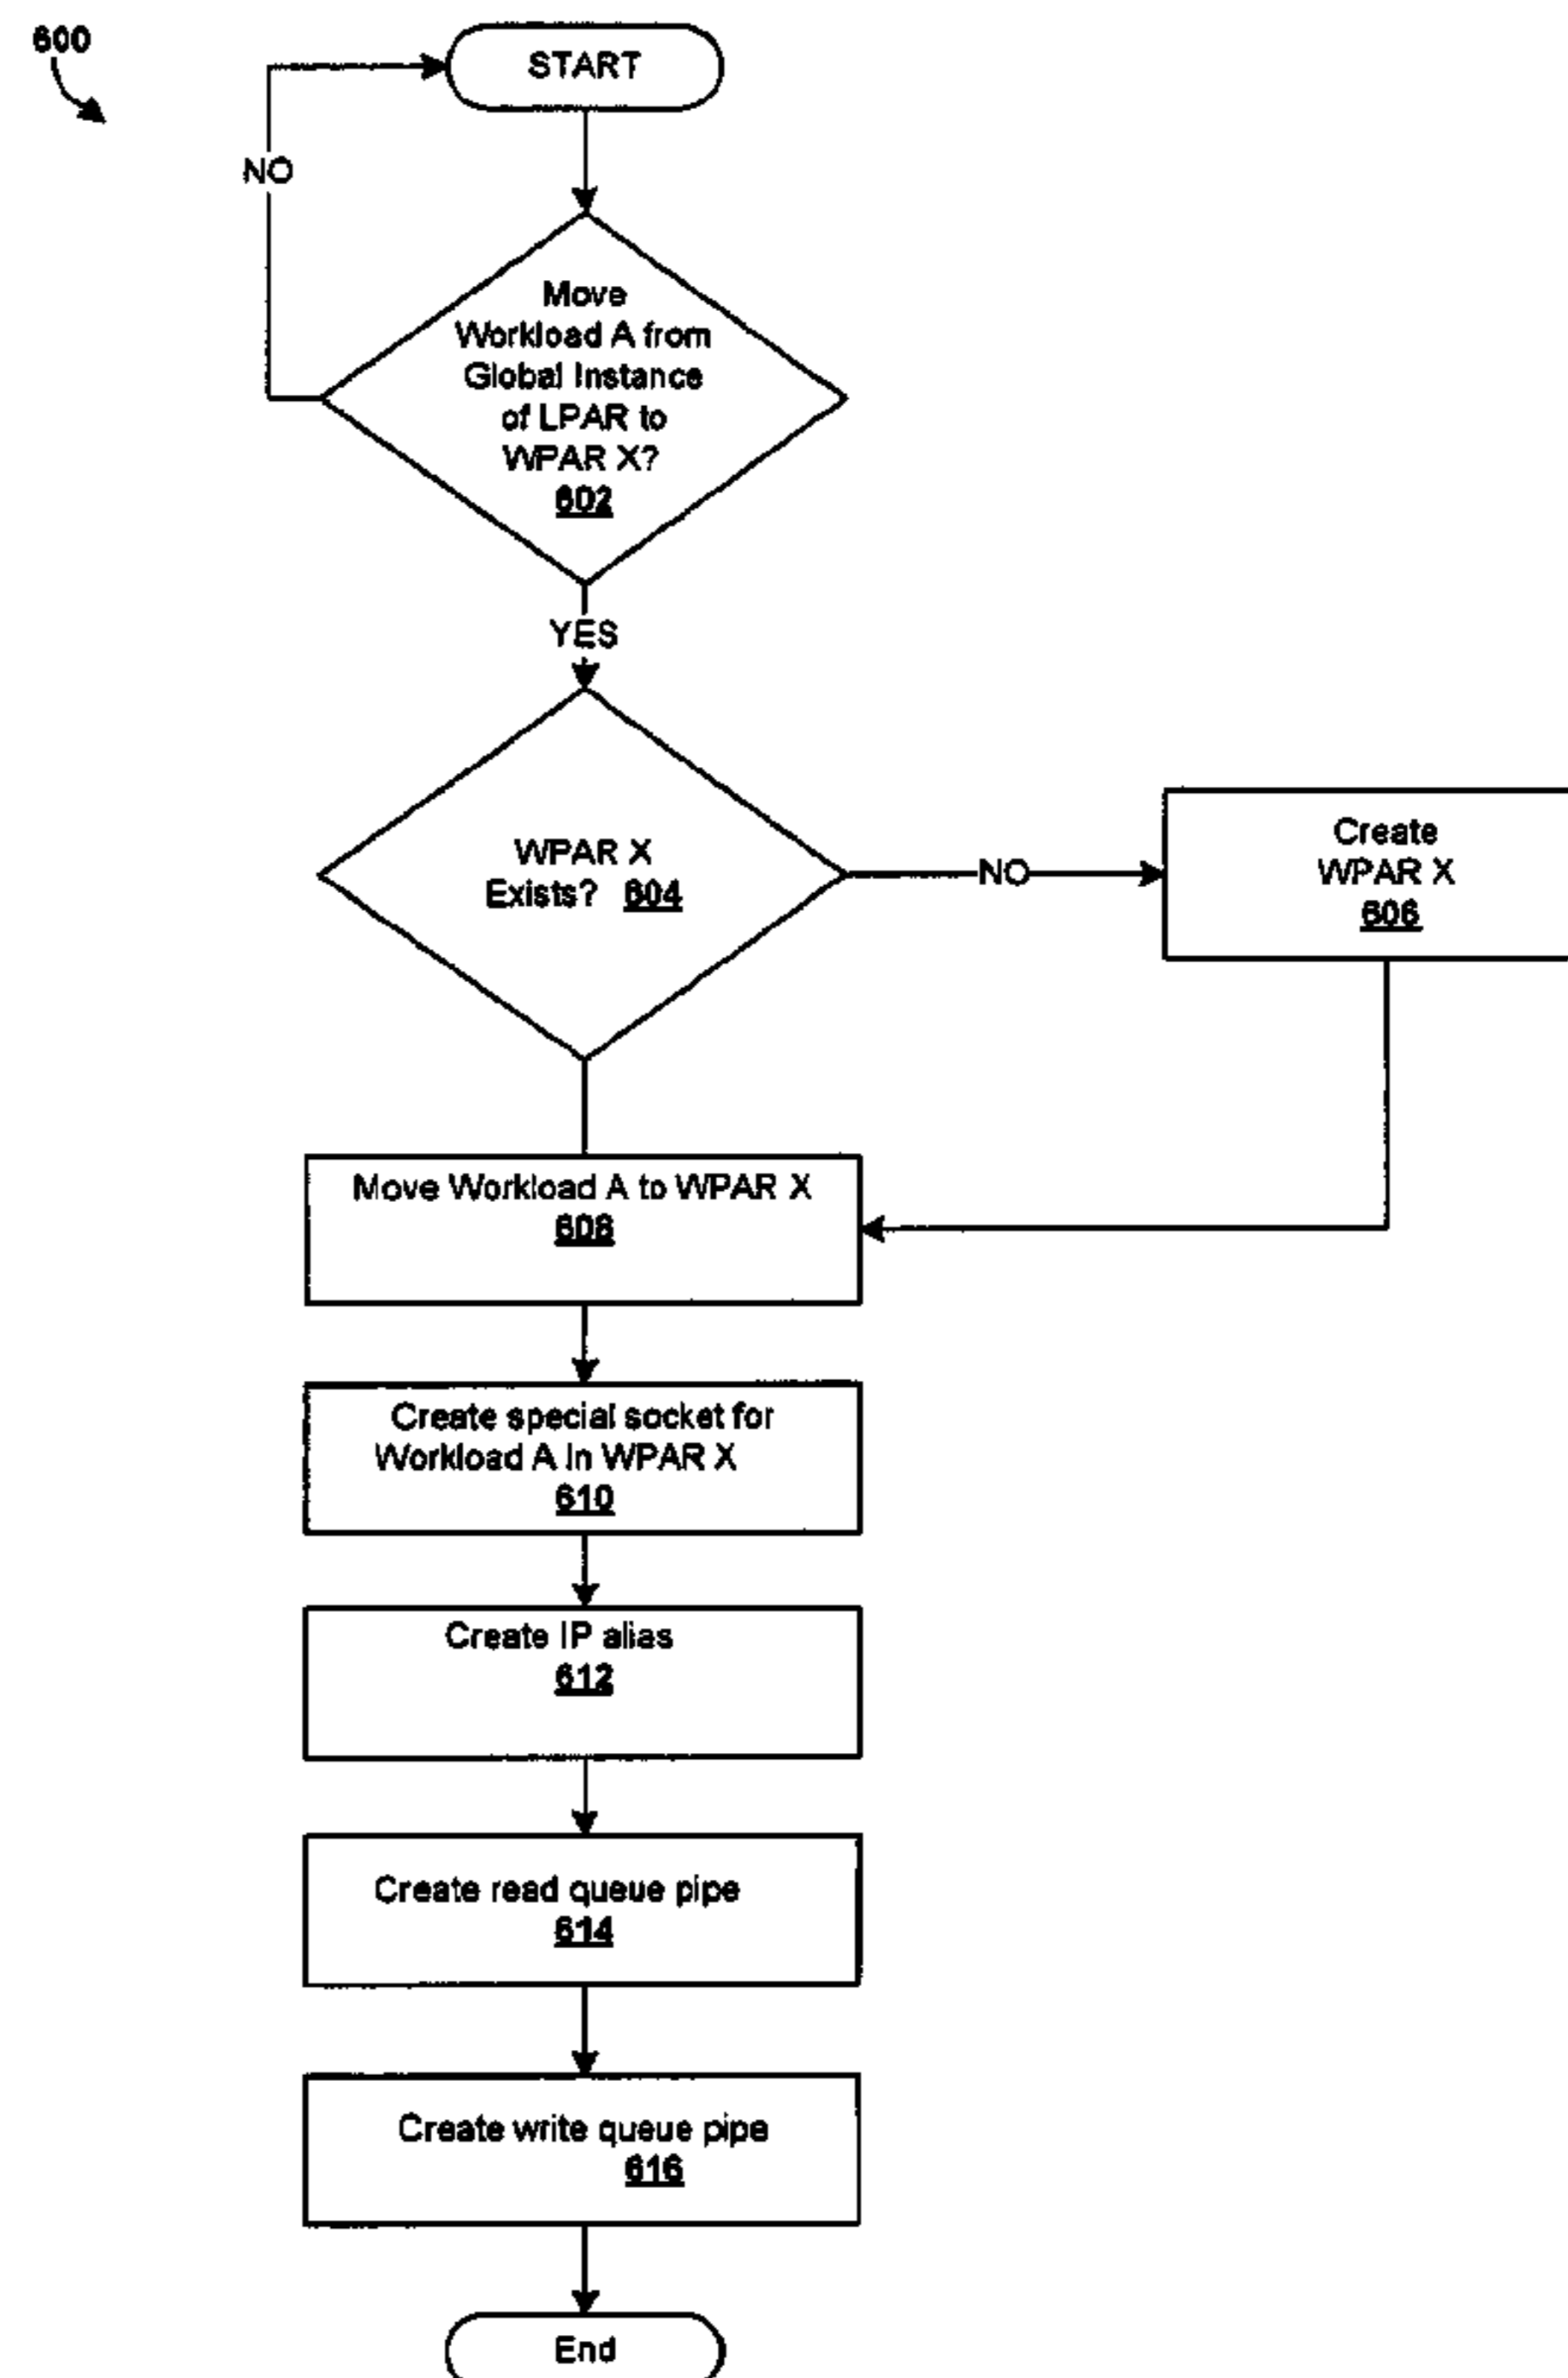 600
START
NO
Move
Workload A from
Global Instance
of LPAR to
WPAR X?
602
YES
WPAR X
Exists? 604
NO
Create
WPAR X
606
Move Workload A to WPAR X
608
Create special socket for
Workload A in WPAR X
610
Create IP alias
612
Create read queue pipe
614
Create write queue pipe
616
End